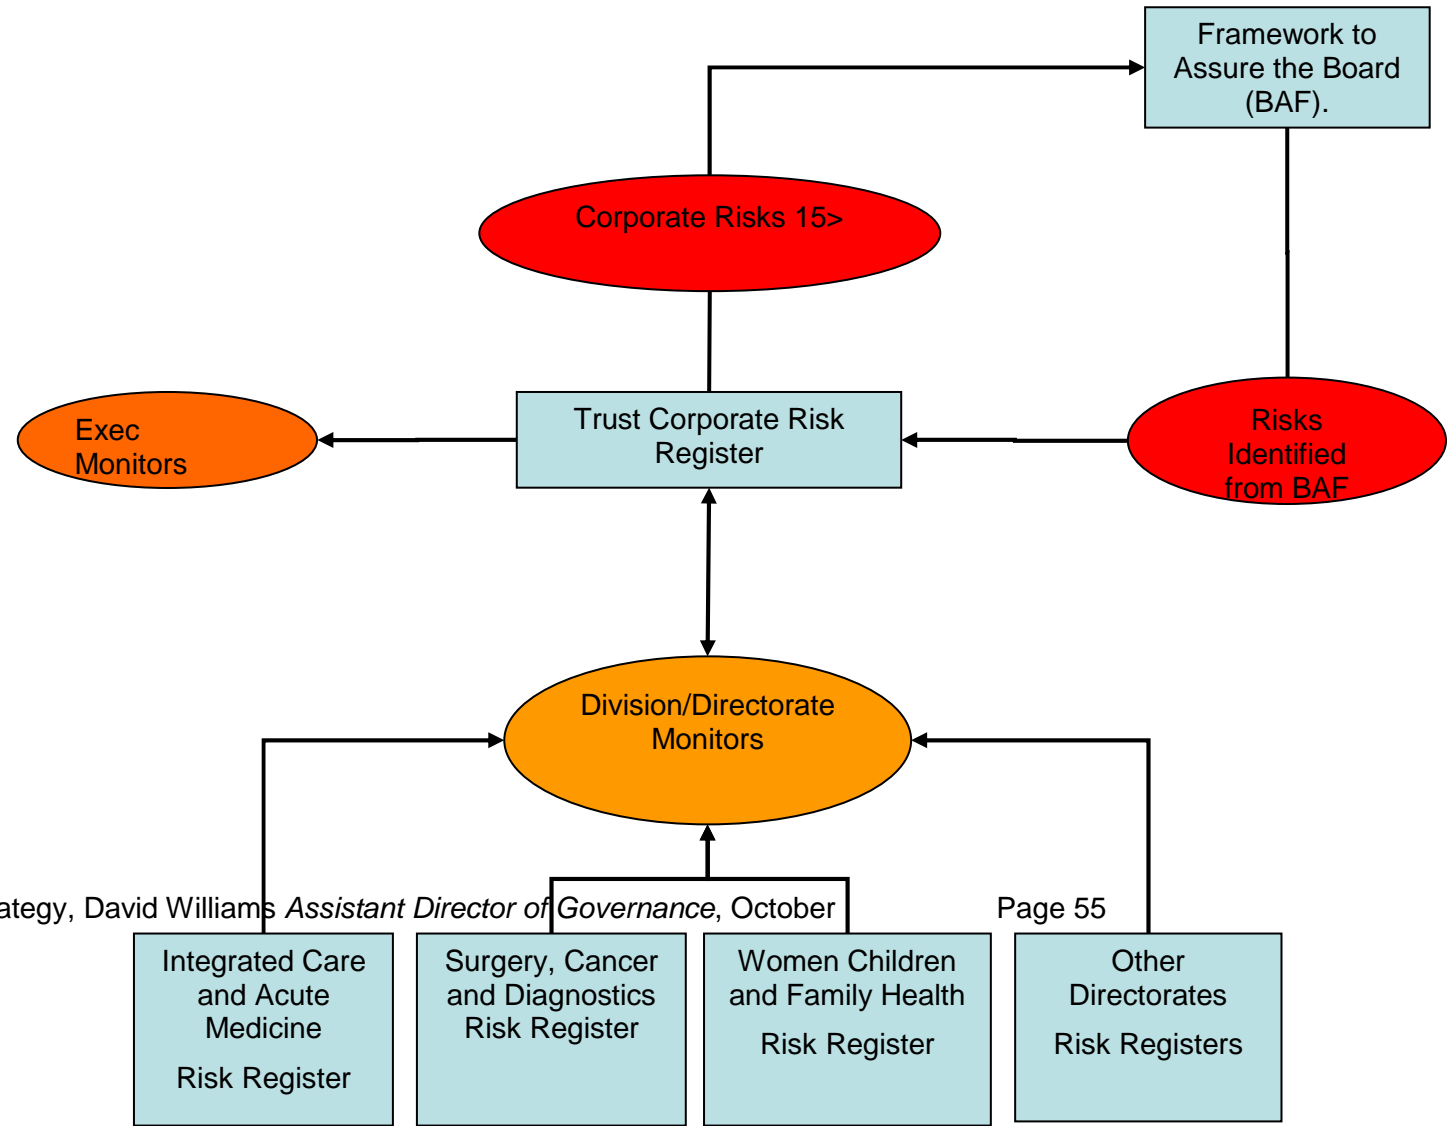 Framework to
Assure the Board
(BAF).
Corporate Risks 15>
Exec
Monitors
Trust Corporate Risk
Register
Risks
Identified
from BAF
Division/Directorate
Monitors
ategy, David Williams Assistant Director of Governance, October Page 55
Integrated Care
and Acute
Medicine
Risk Register
Surgery, Cancer
and Diagnostics
Risk Register
Women Children
and Family Health
Risk Register
Other
Directorates
Risk Registers